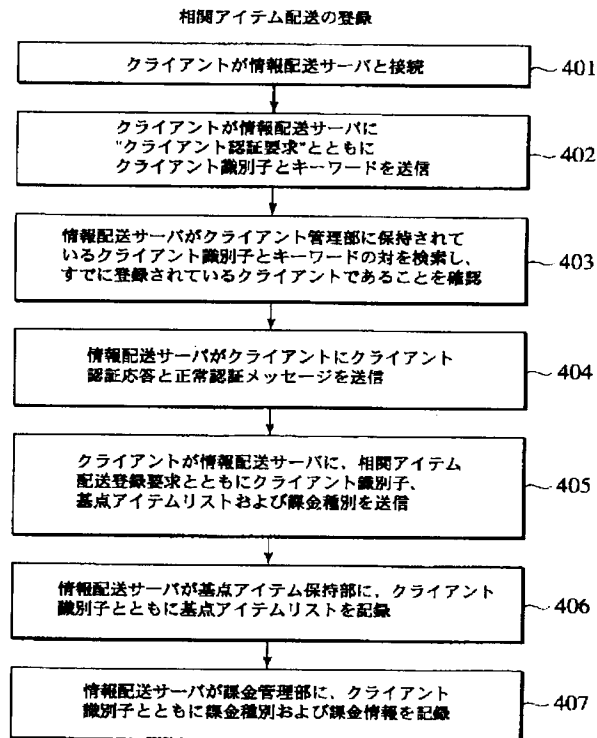 相関アイテム配送の登録
クライアントが情報配送サーバと接続
401
クライアントが情報配送サーバに
"クライアント認証要求"とともに
クライアント識別子とキーワードを送信
402
情報配送サーバがクライアント管理部に保持されて
いるクライアント識別子とキーワードの対を検索し、
すでに登録されているクライアントであることを確認
403
情報配送サーバがクライアントにクライアント
認証応答と正常認証メッセージを送信
404
クライアントが情報配送サーバに、相関アイテム
配送登録要求とともにクライアント識別子、
基点アイテムリストおよび課金種別を送信
405
情報配送サーバが基点アイテム保持部に、クライアント
識別子とともに基点アイテムリストを記録
406
情報配送サーバが課金管理部に、クライアント
識別子とともに課金種別および課金情報を記録
407